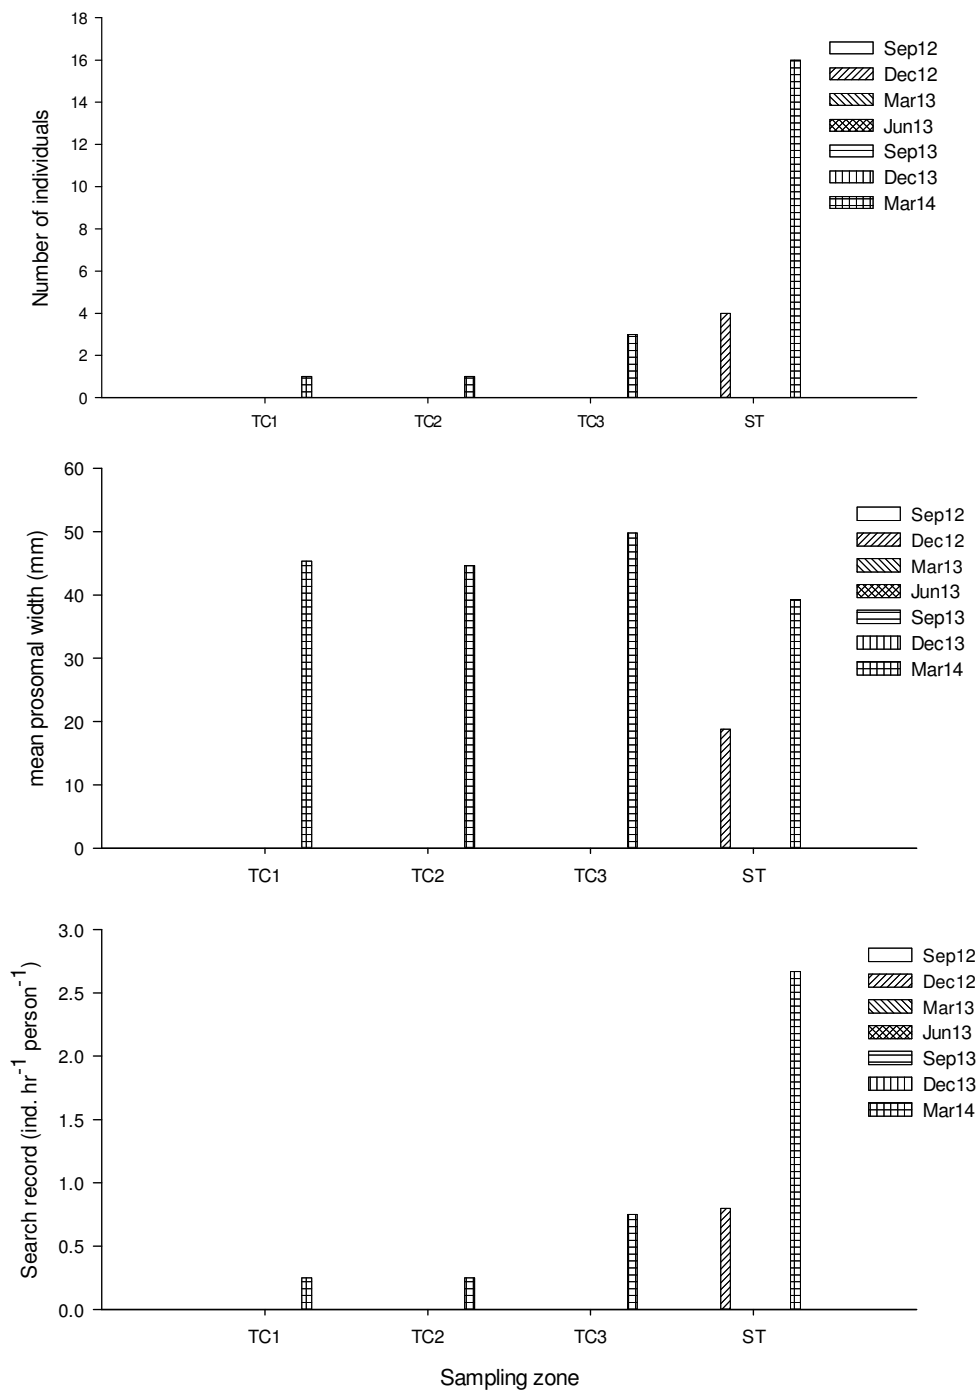 Number of individuals
18
16
14
12
10
8
6
4
2
0
TC1 TC2 TC3 ST
Sep12
Dec12
Mar13
Jun13
Sep13
Dec13
Mar14
mean prosomal width (mm)
60
50
40
30
20
10
0
TC1 TC2 TC3 ST
Sep12
Dec12
Mar13
Jun13
Sep13
Dec13
Mar14
Search record (ind. hr⁻¹ person⁻¹)
3.0
2.5
2.0
1.5
1.0
0.5
0.0
TC1 TC2 TC3 ST
Sep12
Dec12
Mar13
Jun13
Sep13
Dec13
Mar14
Sampling zone